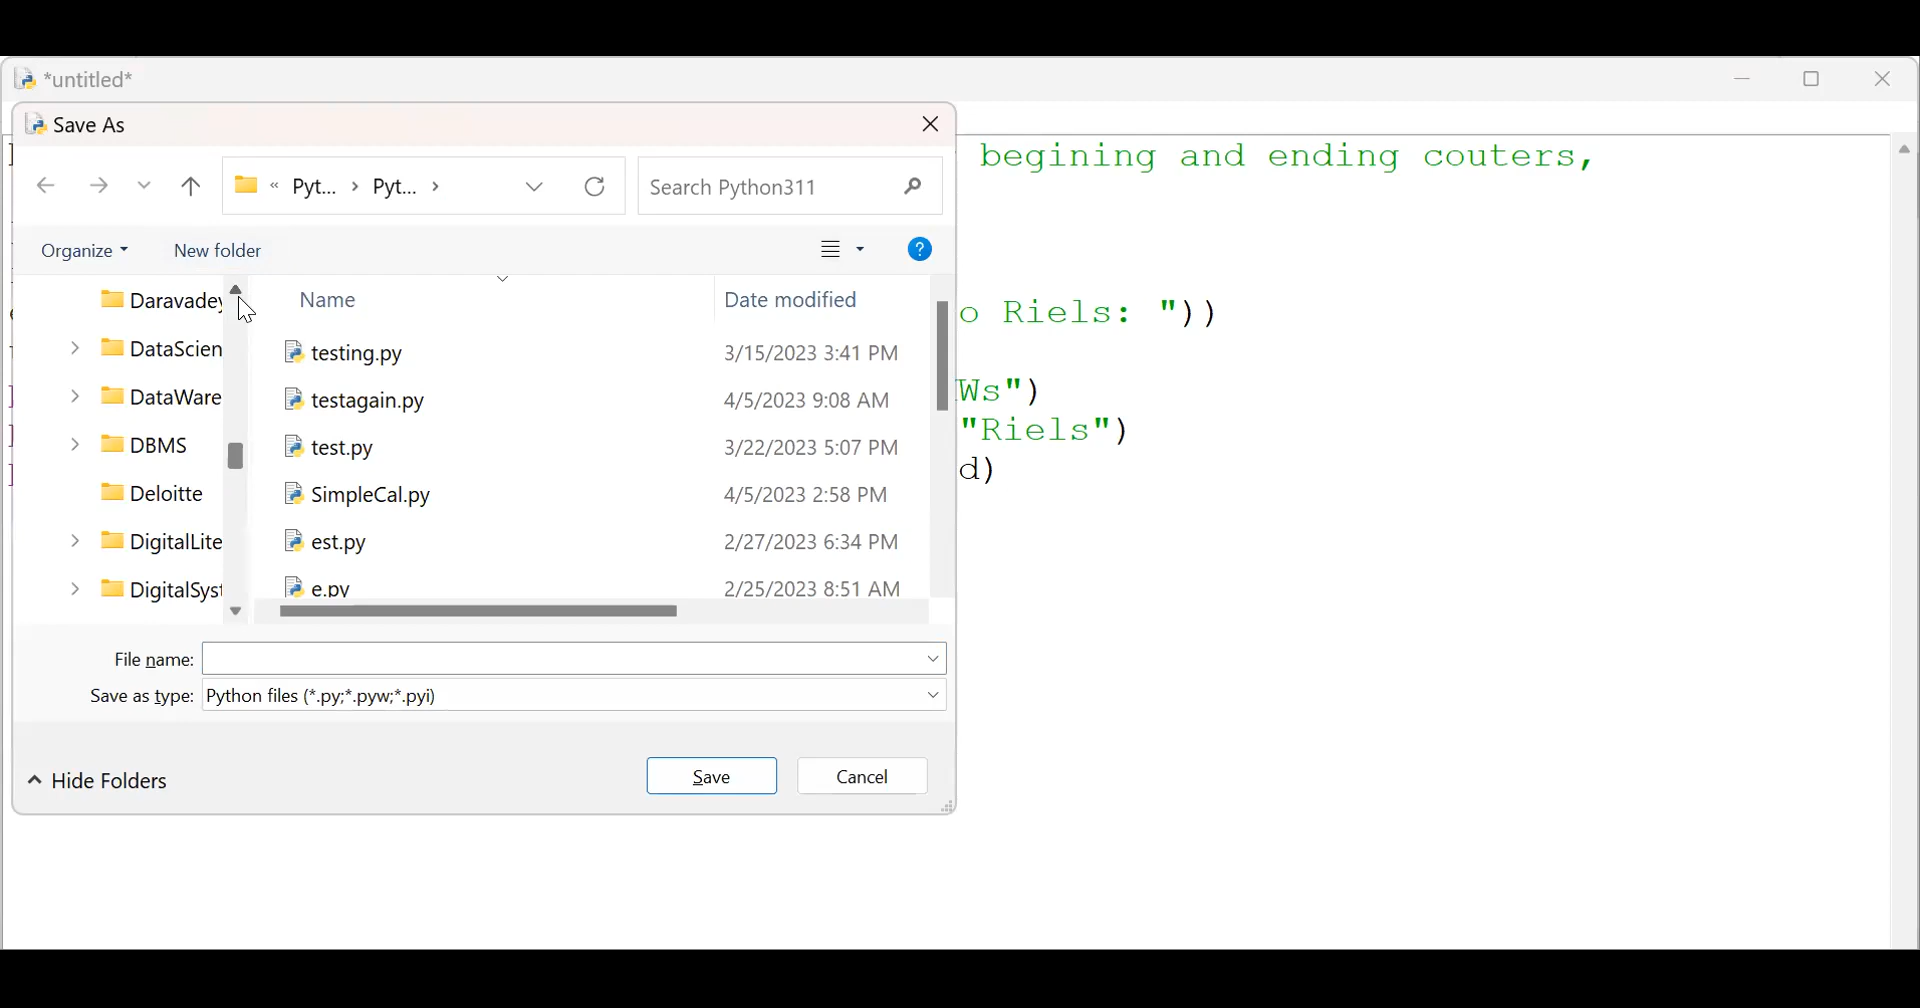 *untitled*
Save As
begining and ending couters,
« Pyt... › Pyt... ›
Search Python311
Organize
New folder
Name
Date modified
Daravadey
testing.py 3/15/2023 3:41 PM
o Riels: "))
DataScien
testagain.py 4/5/2023 9:08 AM
Ws")
DataWare
test.py 3/22/2023 5:07 PM
"Riels")
DBMS
SimpleCal.py 4/5/2023 2:58 PM
d)
Deloitte
est.py 2/27/2023 6:34 PM
DigitalLite
e.py 2/25/2023 8:51 AM
DigitalSyst
File name:
Save as type: Python files (*.py;*.pyw;*.pyi)
Hide Folders
Save
Cancel